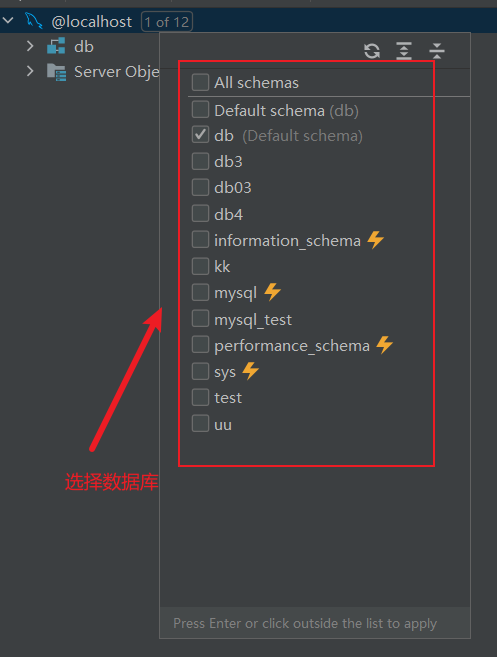 @localhost 1 of 12
db
Server Obje
All schemas
Default schema (db)
db (Default schema)
db3
db03
db4
information_schema
kk
mysql
mysql_test
performance_schema
sys
test
uu
选择数据库
Press Enter or click outside the list to apply